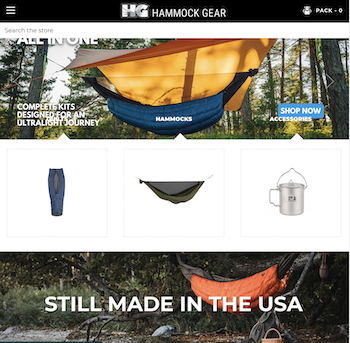 HG HAMMOCK GEAR
PACK - 0
Search the store
ALL IN ONE
COMPLETE KITS
DESIGNED FOR AN
ULTRALIGHT JOURNEY
SHOP NOW
HAMMOCKS
ACCESSORIES
STILL MADE IN THE USA